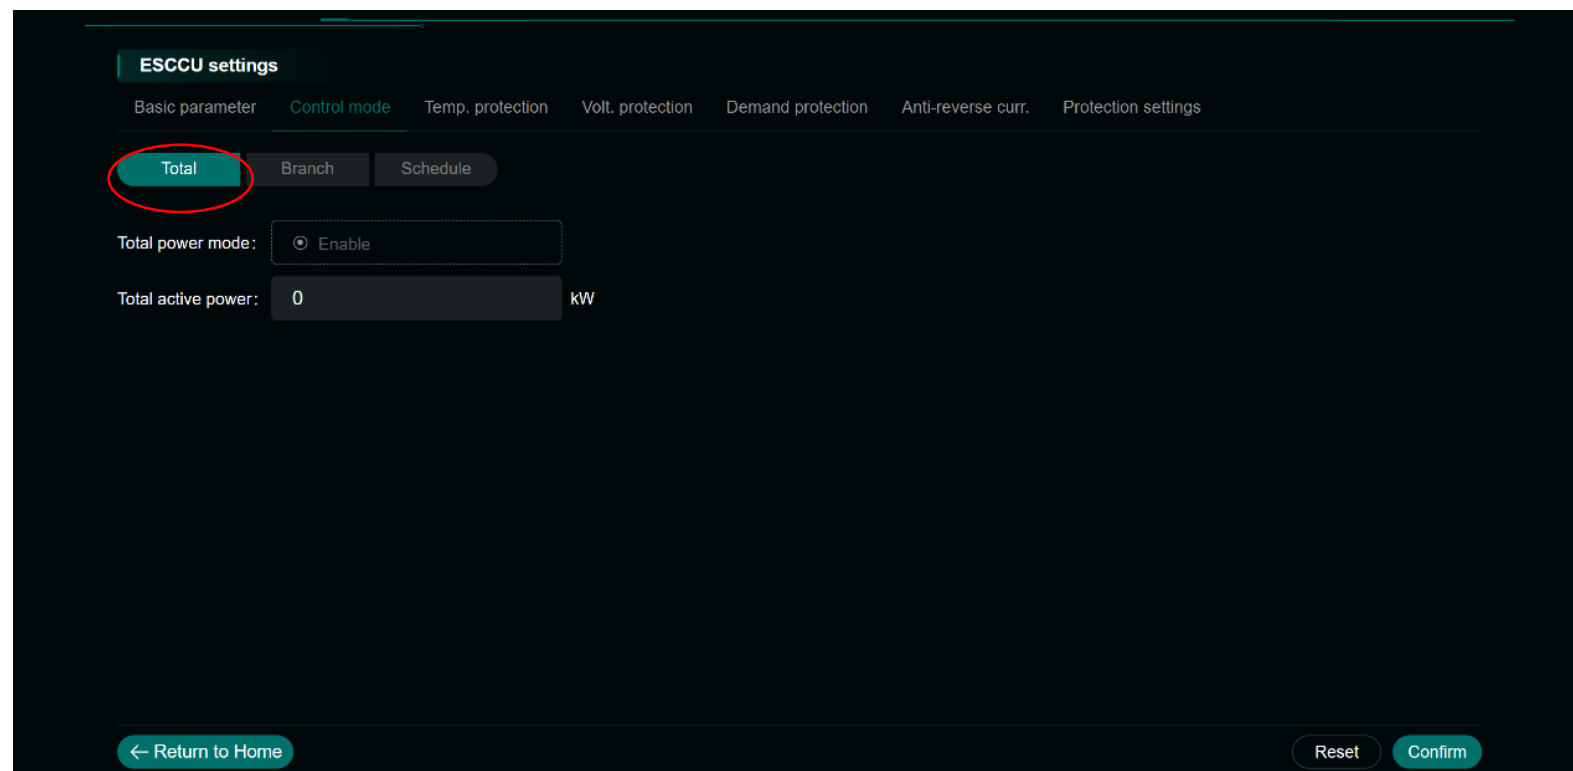 ESCCU settings
Basic parameter Control mode Temp. protection Volt. protection Demand protection Anti-reverse curr. Protection settings
Total Branch Schedule
Total power mode: Enable
Total active power: 0 kW
Return to Home Reset Confirm